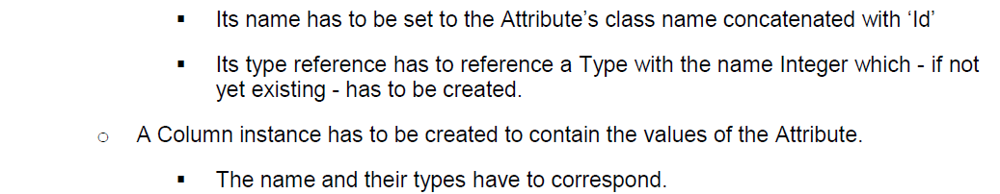 ▪ Its name has to be set to the Attribute’s class name concatenated with ‘Id’
▪ Its type reference has to reference a Type with the name Integer which - if not
yet existing - has to be created.
o A Column instance has to be created to contain the values of the Attribute.
▪ The name and their types have to correspond.